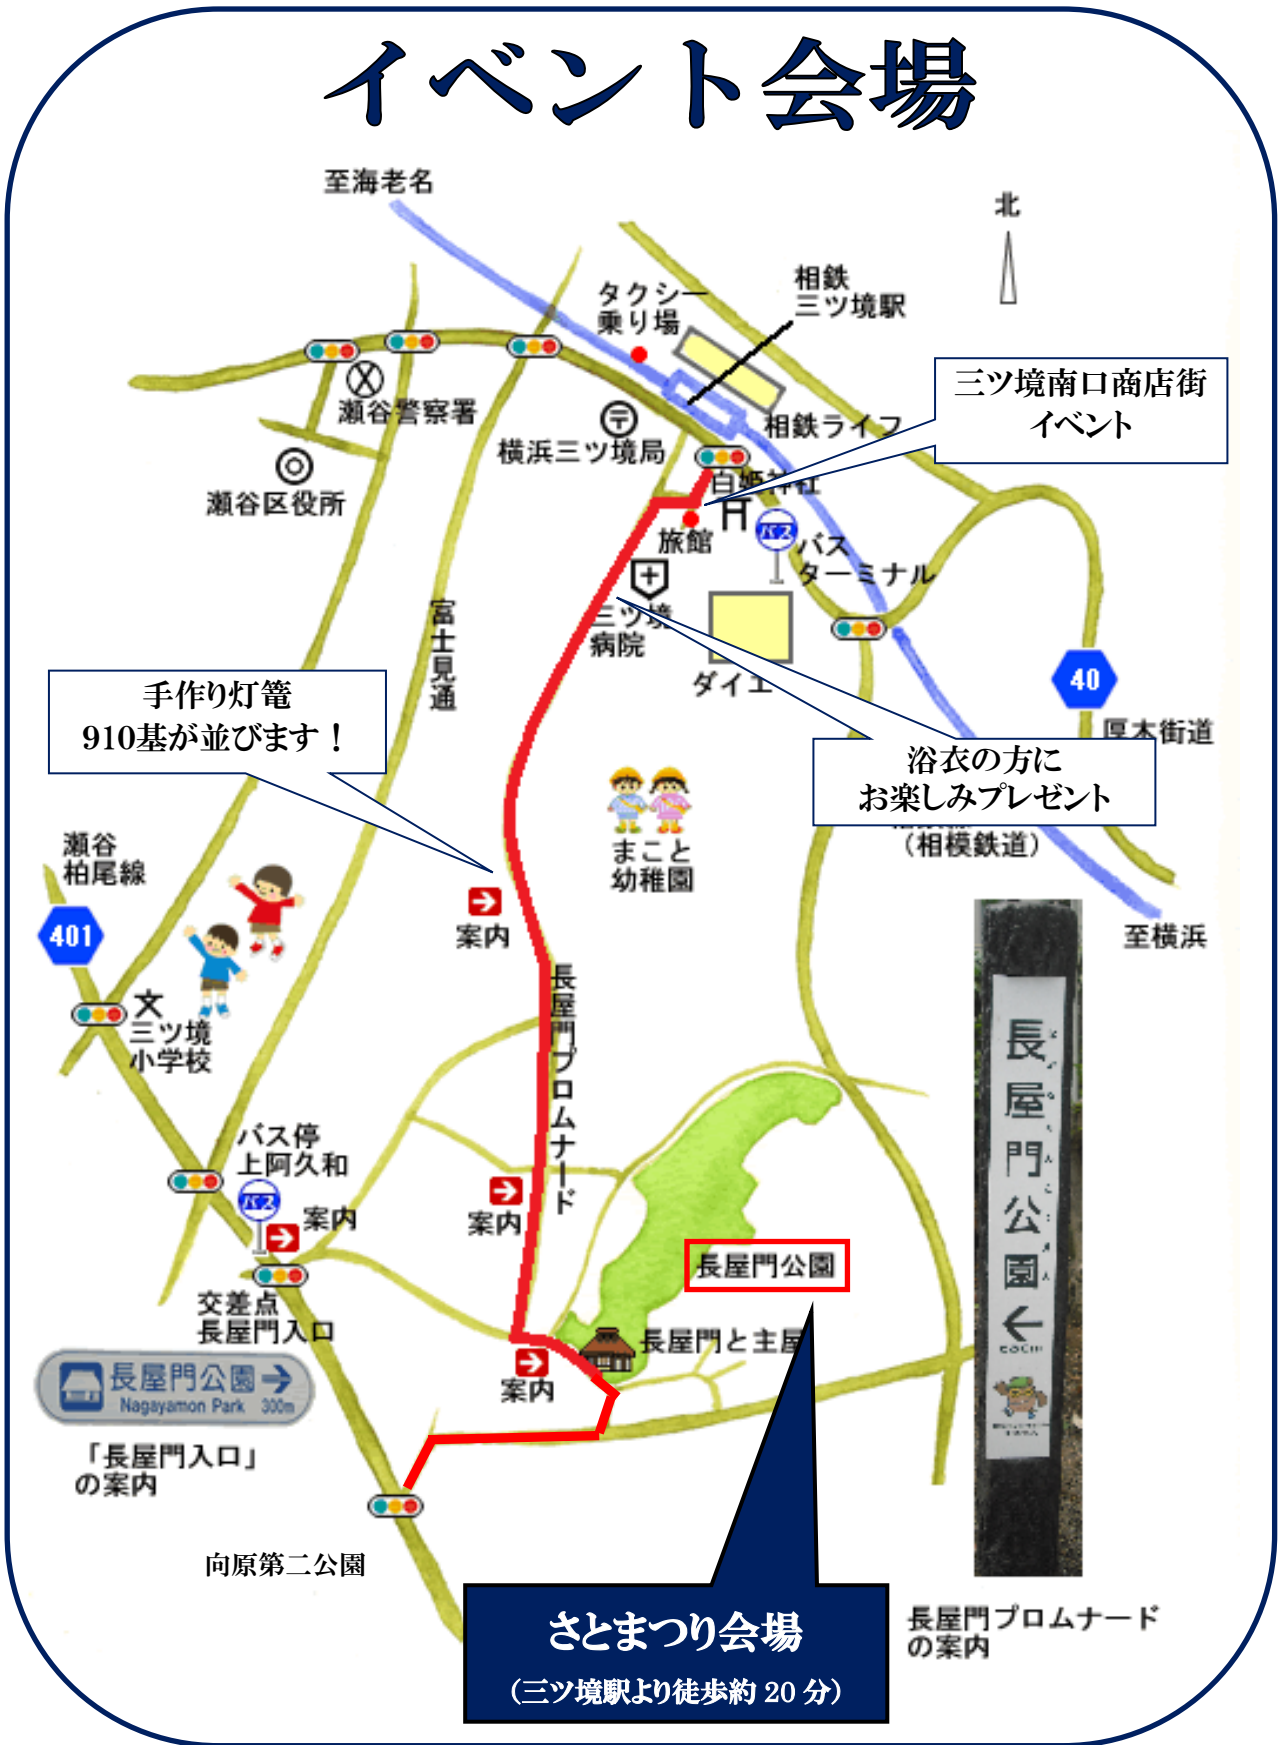 イベント会場
至海老名
北
相鉄
三ツ境駅
タクシー
乗り場
三ツ境南口商店街
イベント
瀬谷警察署
横浜三ツ境局
相鉄ライフ
瀬谷区役所
白姫神社
旅館
バス
バス
ターミナル
三ツ境
病院
富士見通
ダイエ
40
厚木街道
手作り灯篭
910基が並びます！
浴衣の方に
お楽しみプレゼント
（相模鉄道）
まこと
幼稚園
瀬谷
柏尾線
401
案内
至横浜
文
三ツ境
小学校
長屋門プロムナード
長屋門公園
バス停
上阿久和
バス
案内
案内
長屋門公園
交差点
長屋門入口
長屋門と主屋
案内
長屋門公園
Nagayamon Park 300m
「長屋門入口」
の案内
向原第二公園
さとまつり会場
（三ツ境駅より徒歩約 20 分）
長屋門プロムナード
の案内